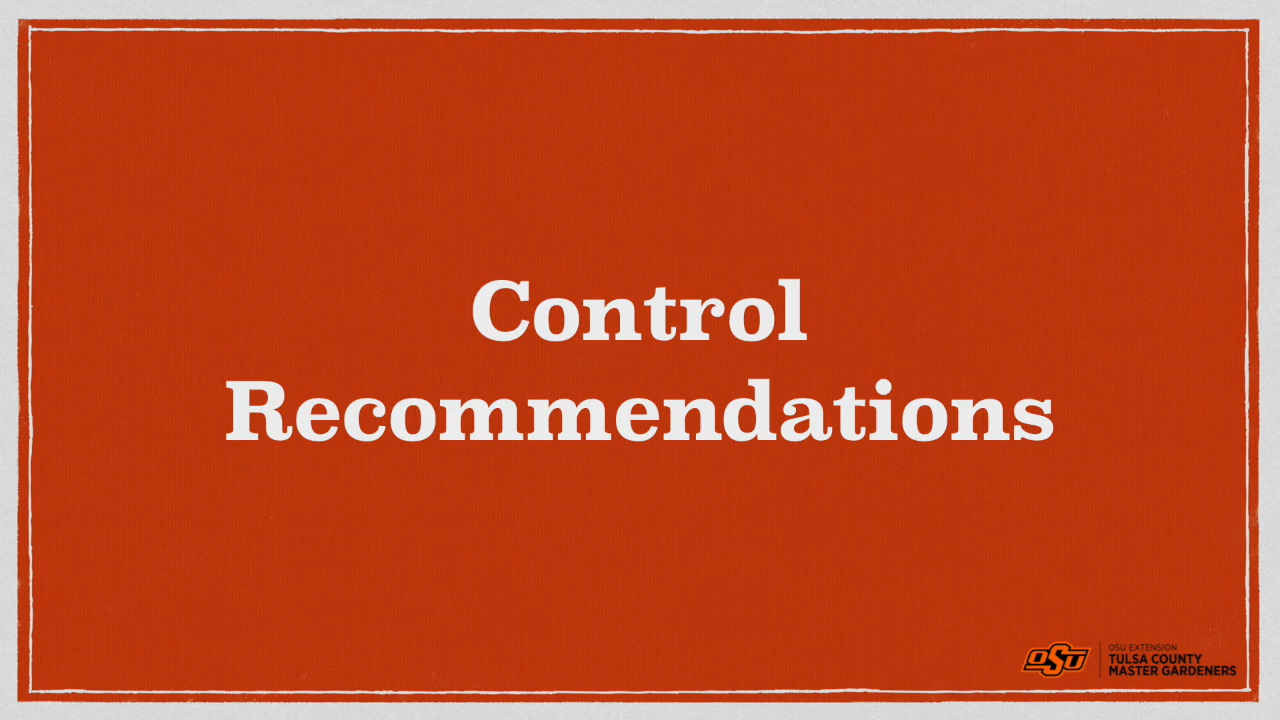 Control
Recommendations
OSU
OSU EXTENSION
TULSA COUNTY
MASTER GARDENERS